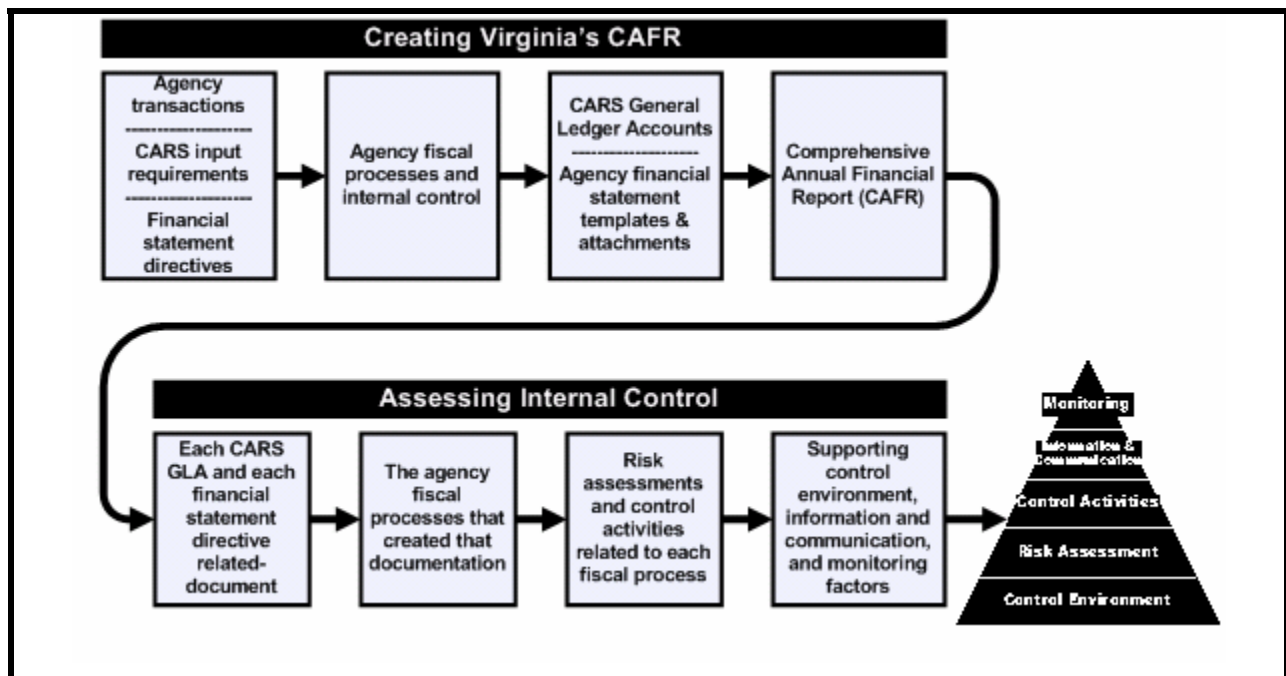 Creating Virginia's CAFR
Agency
transactions
--------------------
CARS input
requirements
--------------------
Financial
statement
directives
Agency fiscal
processes and
internal control
CARS General
Ledger Accounts
--------------------
Agency financial
statement
templates &
attachments
Comprehensive
Annual Financial
Report (CAFR)
Assessing Internal Control
Each CARS
GLA and each
financial
statement
directive
related-
document
The agency
fiscal
processes that
created that
documentation
Risk
assessments
and control
activities
related to each
fiscal process
Supporting
control
environment,
information and
communication,
and monitoring
factors
Monitoring
Information &
Communication
Control Activities
Risk Assessment
Control Environment